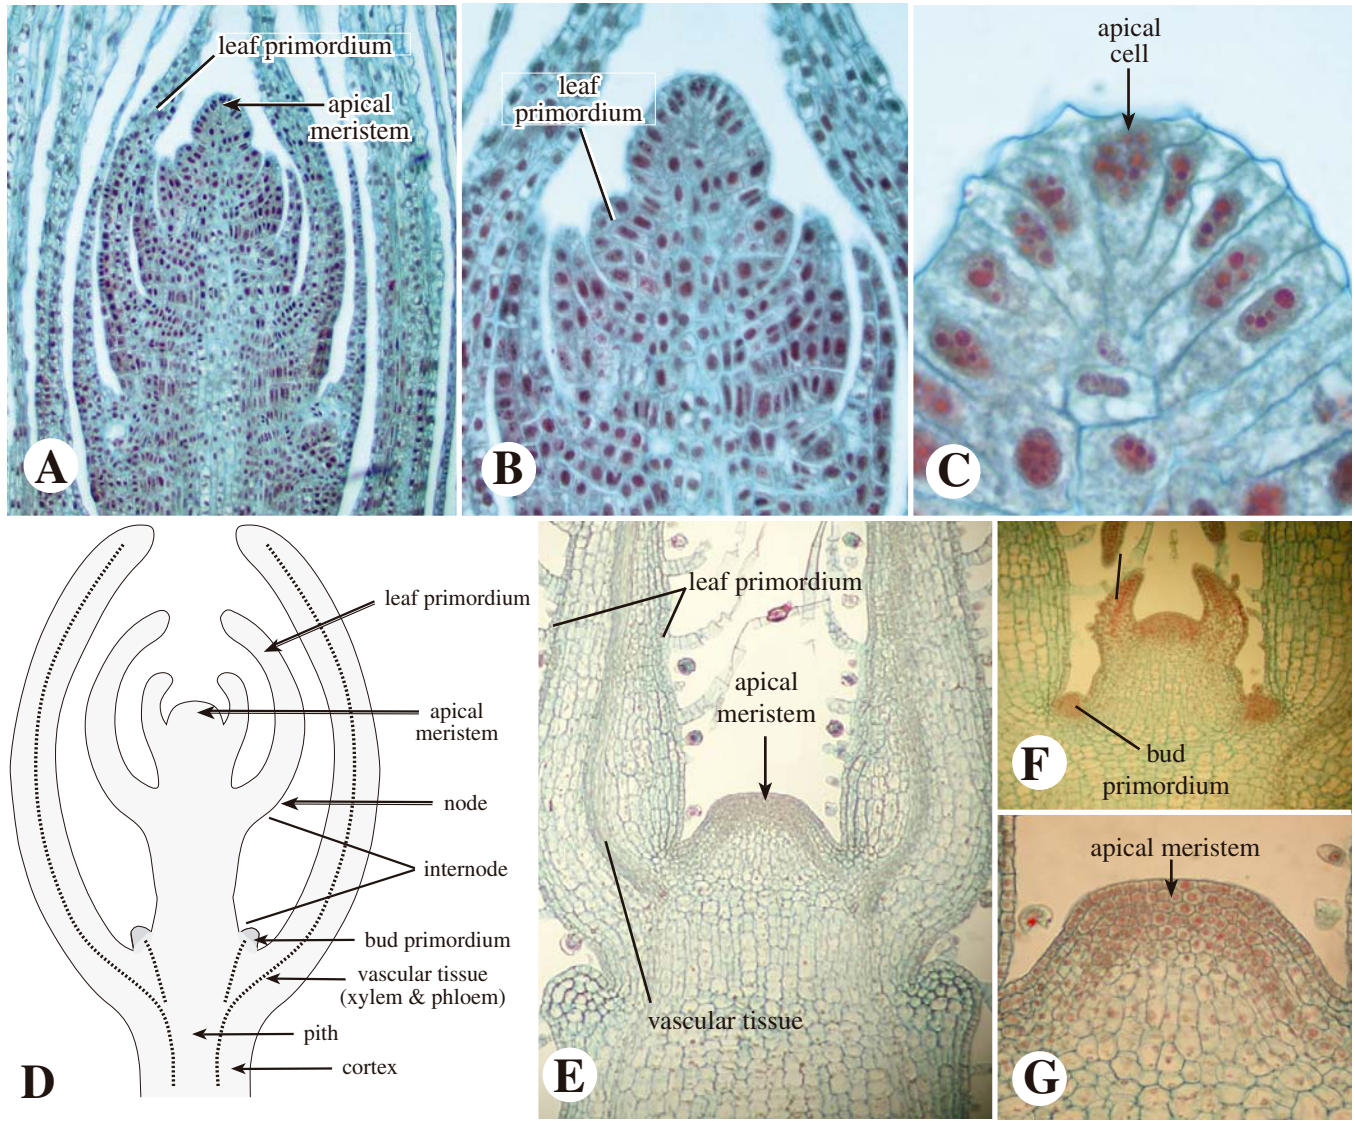 leaf primordium
apical
meristem
A
leaf
primordium
B
apical
cell
C
leaf primordium
apical
meristem
node
internode
bud primordium
vascular tissue
(xylem & phloem)
pith
cortex
D
leaf primordium
apical
meristem
vascular tissue
E
bud
primordium
F
apical meristem
G